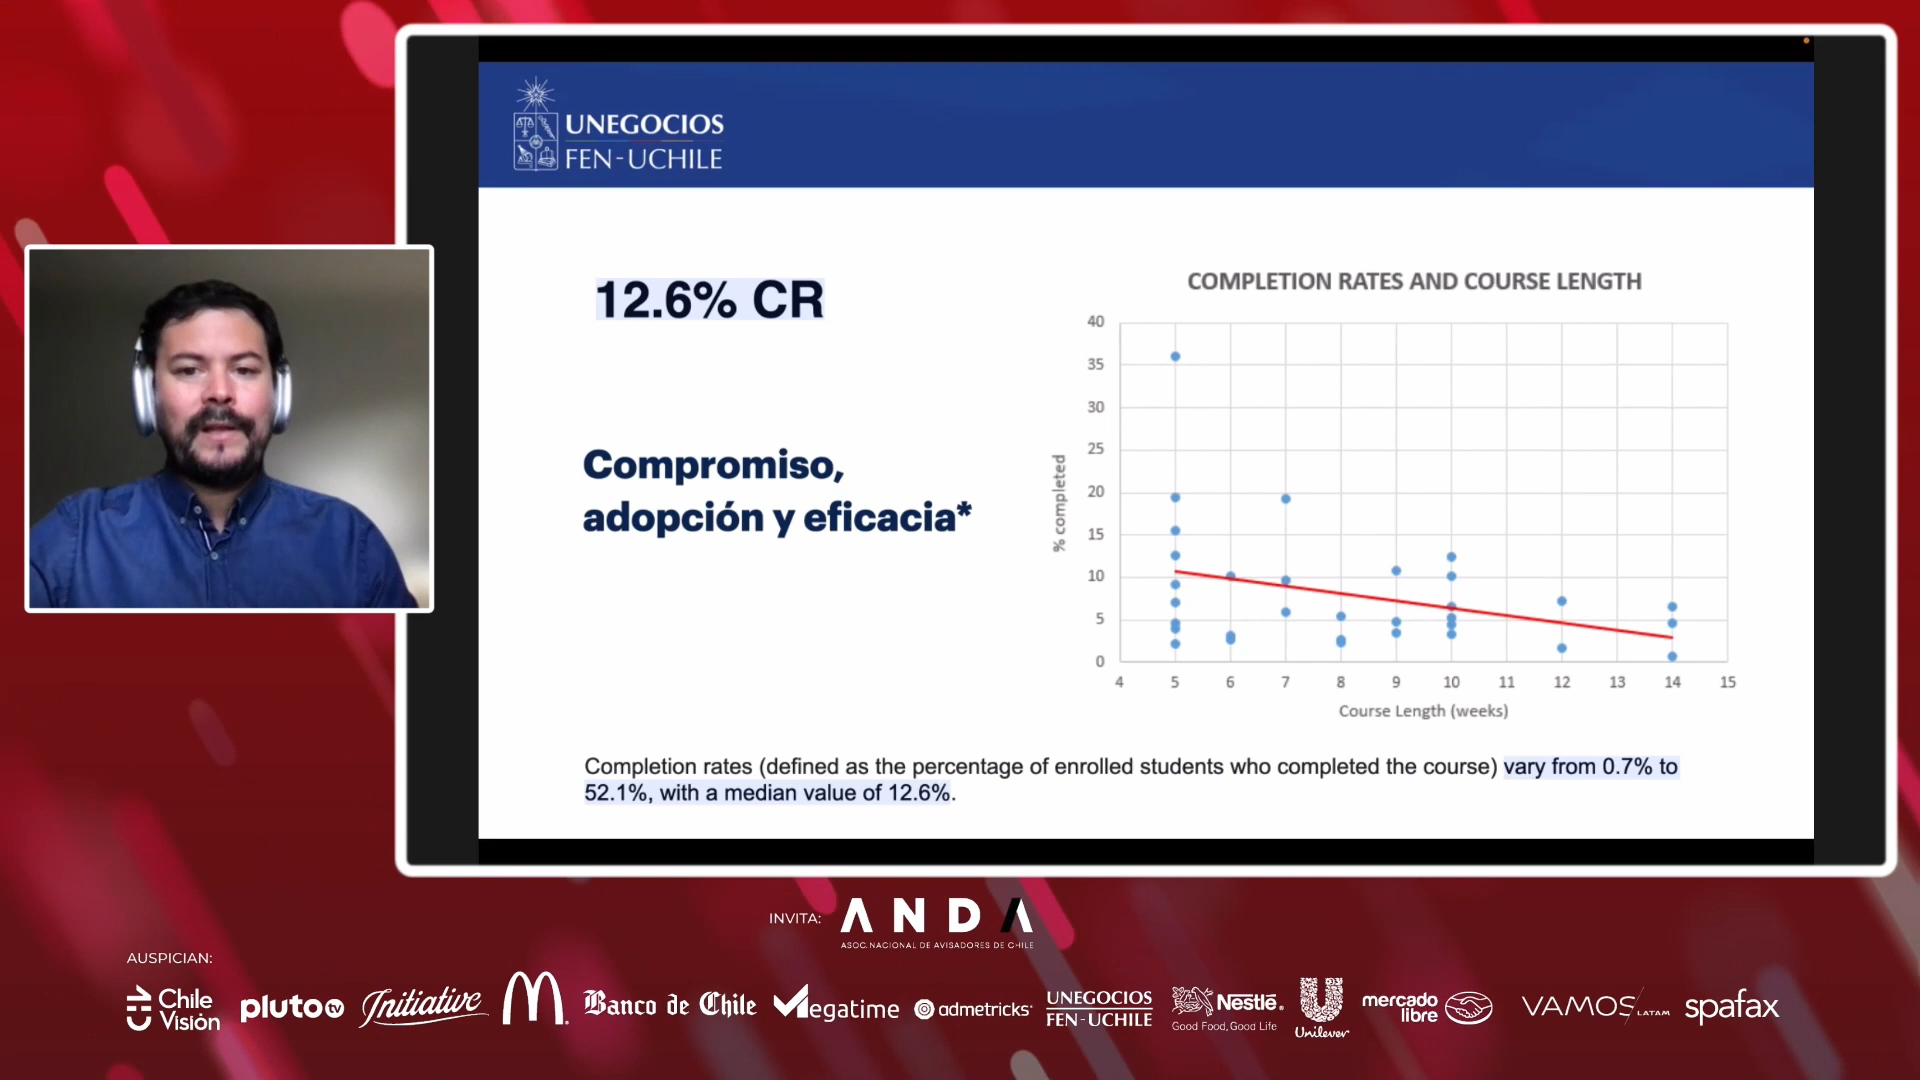 UNEGOCIOS
FEN-UCHILE
12.6% CR
Compromiso,
adopción y eficacia*
COMPLETION RATES AND COURSE LENGTH
% completed
40
35
30
25
20
15
10
5
0
4 5 6 7 8 9 10 11 12 13 14 15
Course Length (weeks)
Completion rates (defined as the percentage of enrolled students who completed the course) vary from 0.7% to
52.1%, with a median value of 12.6%.
INVITA: ANDA
ASOC. NACIONAL DE AVISADORES DE CHILE
AUSPICIAN:
Chile
Visión
pluto tv
Initiative
Banco de Chile
Megatime
admetricks
UNEGOCIOS
FEN-UCHILE
Nestlé.
Good Food, Good Life
Unilever
mercado
libre
VAMOS LATAM
spafax